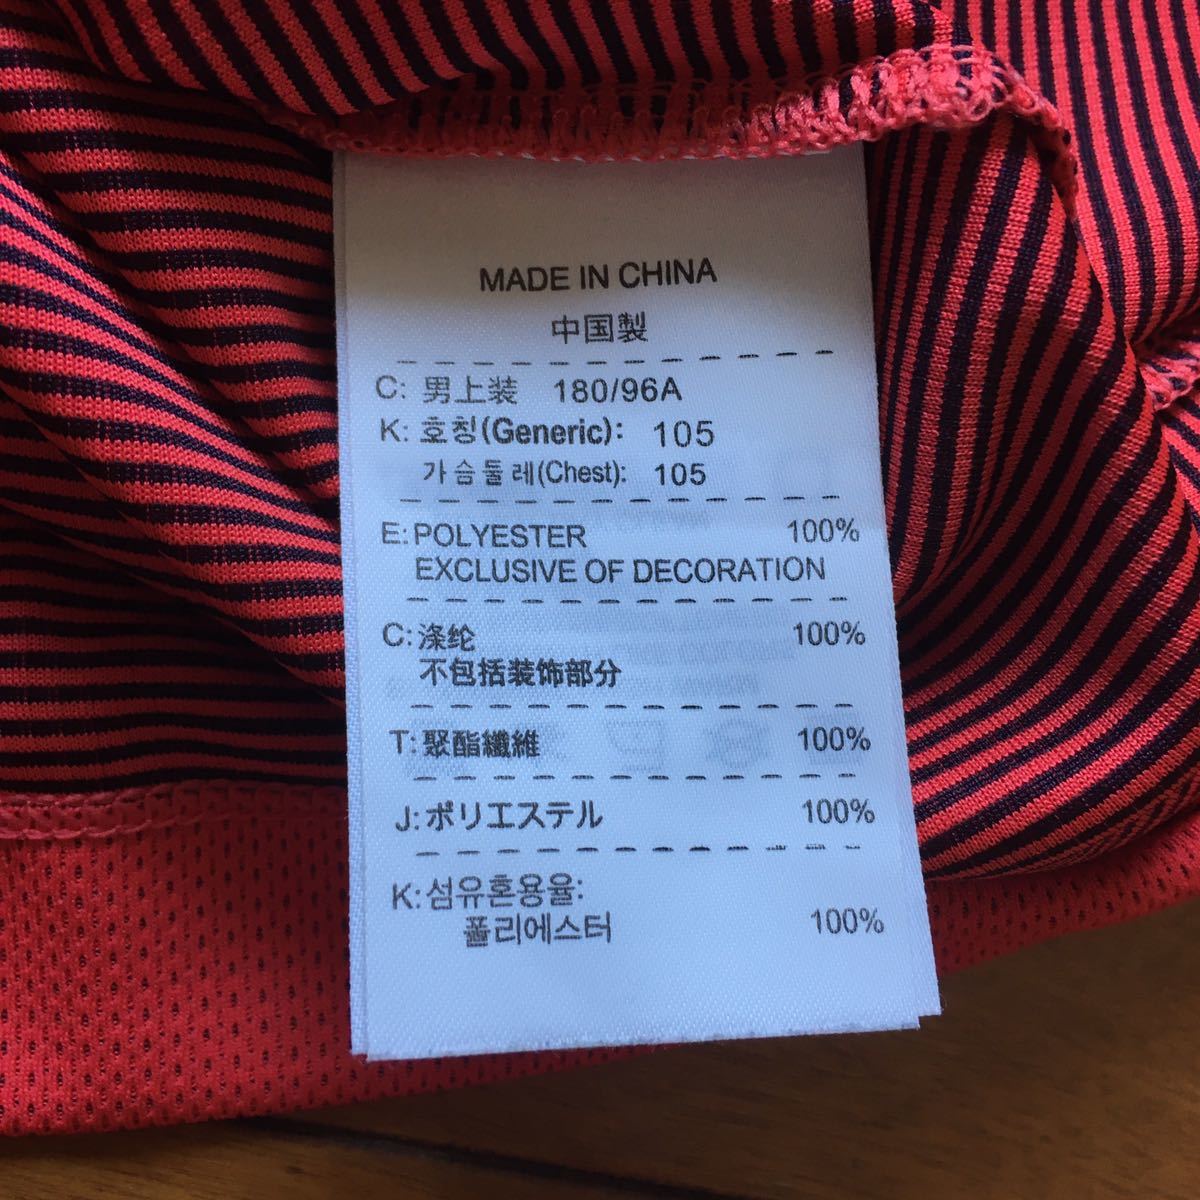 MADE IN CHINA
中国製
C: 男上装 180/96A
K: 호칭(Generic): 105
가슴둘레(Chest): 105
E: POLYESTER 100%
EXCLUSIVE OF DECORATION
C: 涤纶 100%
不包括装饰部分
T: 聚酯纖維 100%
J: ポリエステル 100%
K: 섬유혼용율:
폴리에스터 100%